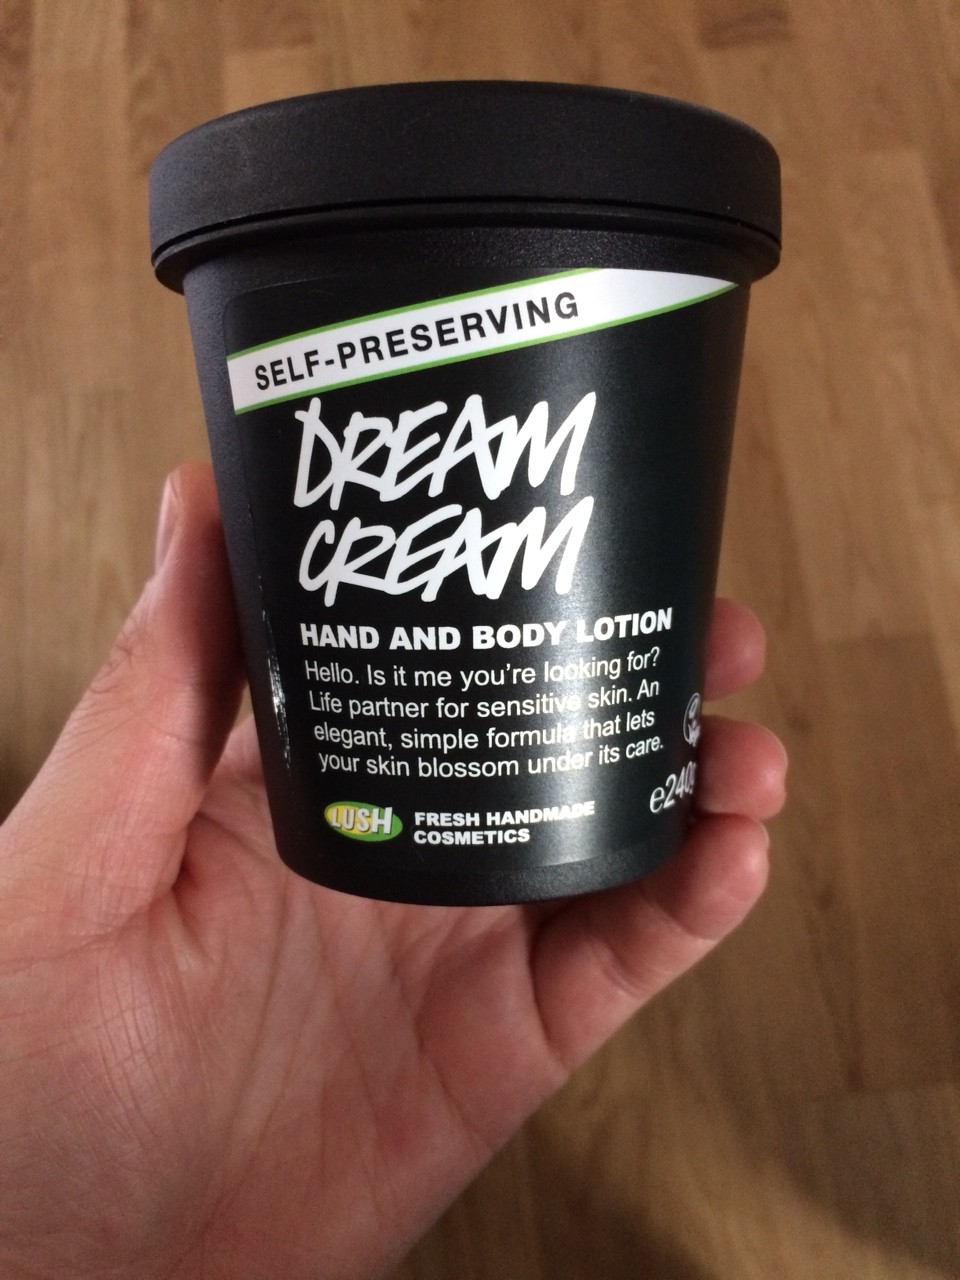 SELF-PRESERVING
DREAM
CREAM
HAND AND BODY LOTION
Hello. Is it me you're looking for?
Life partner for sensitive skin. An
elegant, simple formula that lets
your skin blossom under its care.
e240g
LUSH
FRESH HANDMADE
COSMETICS